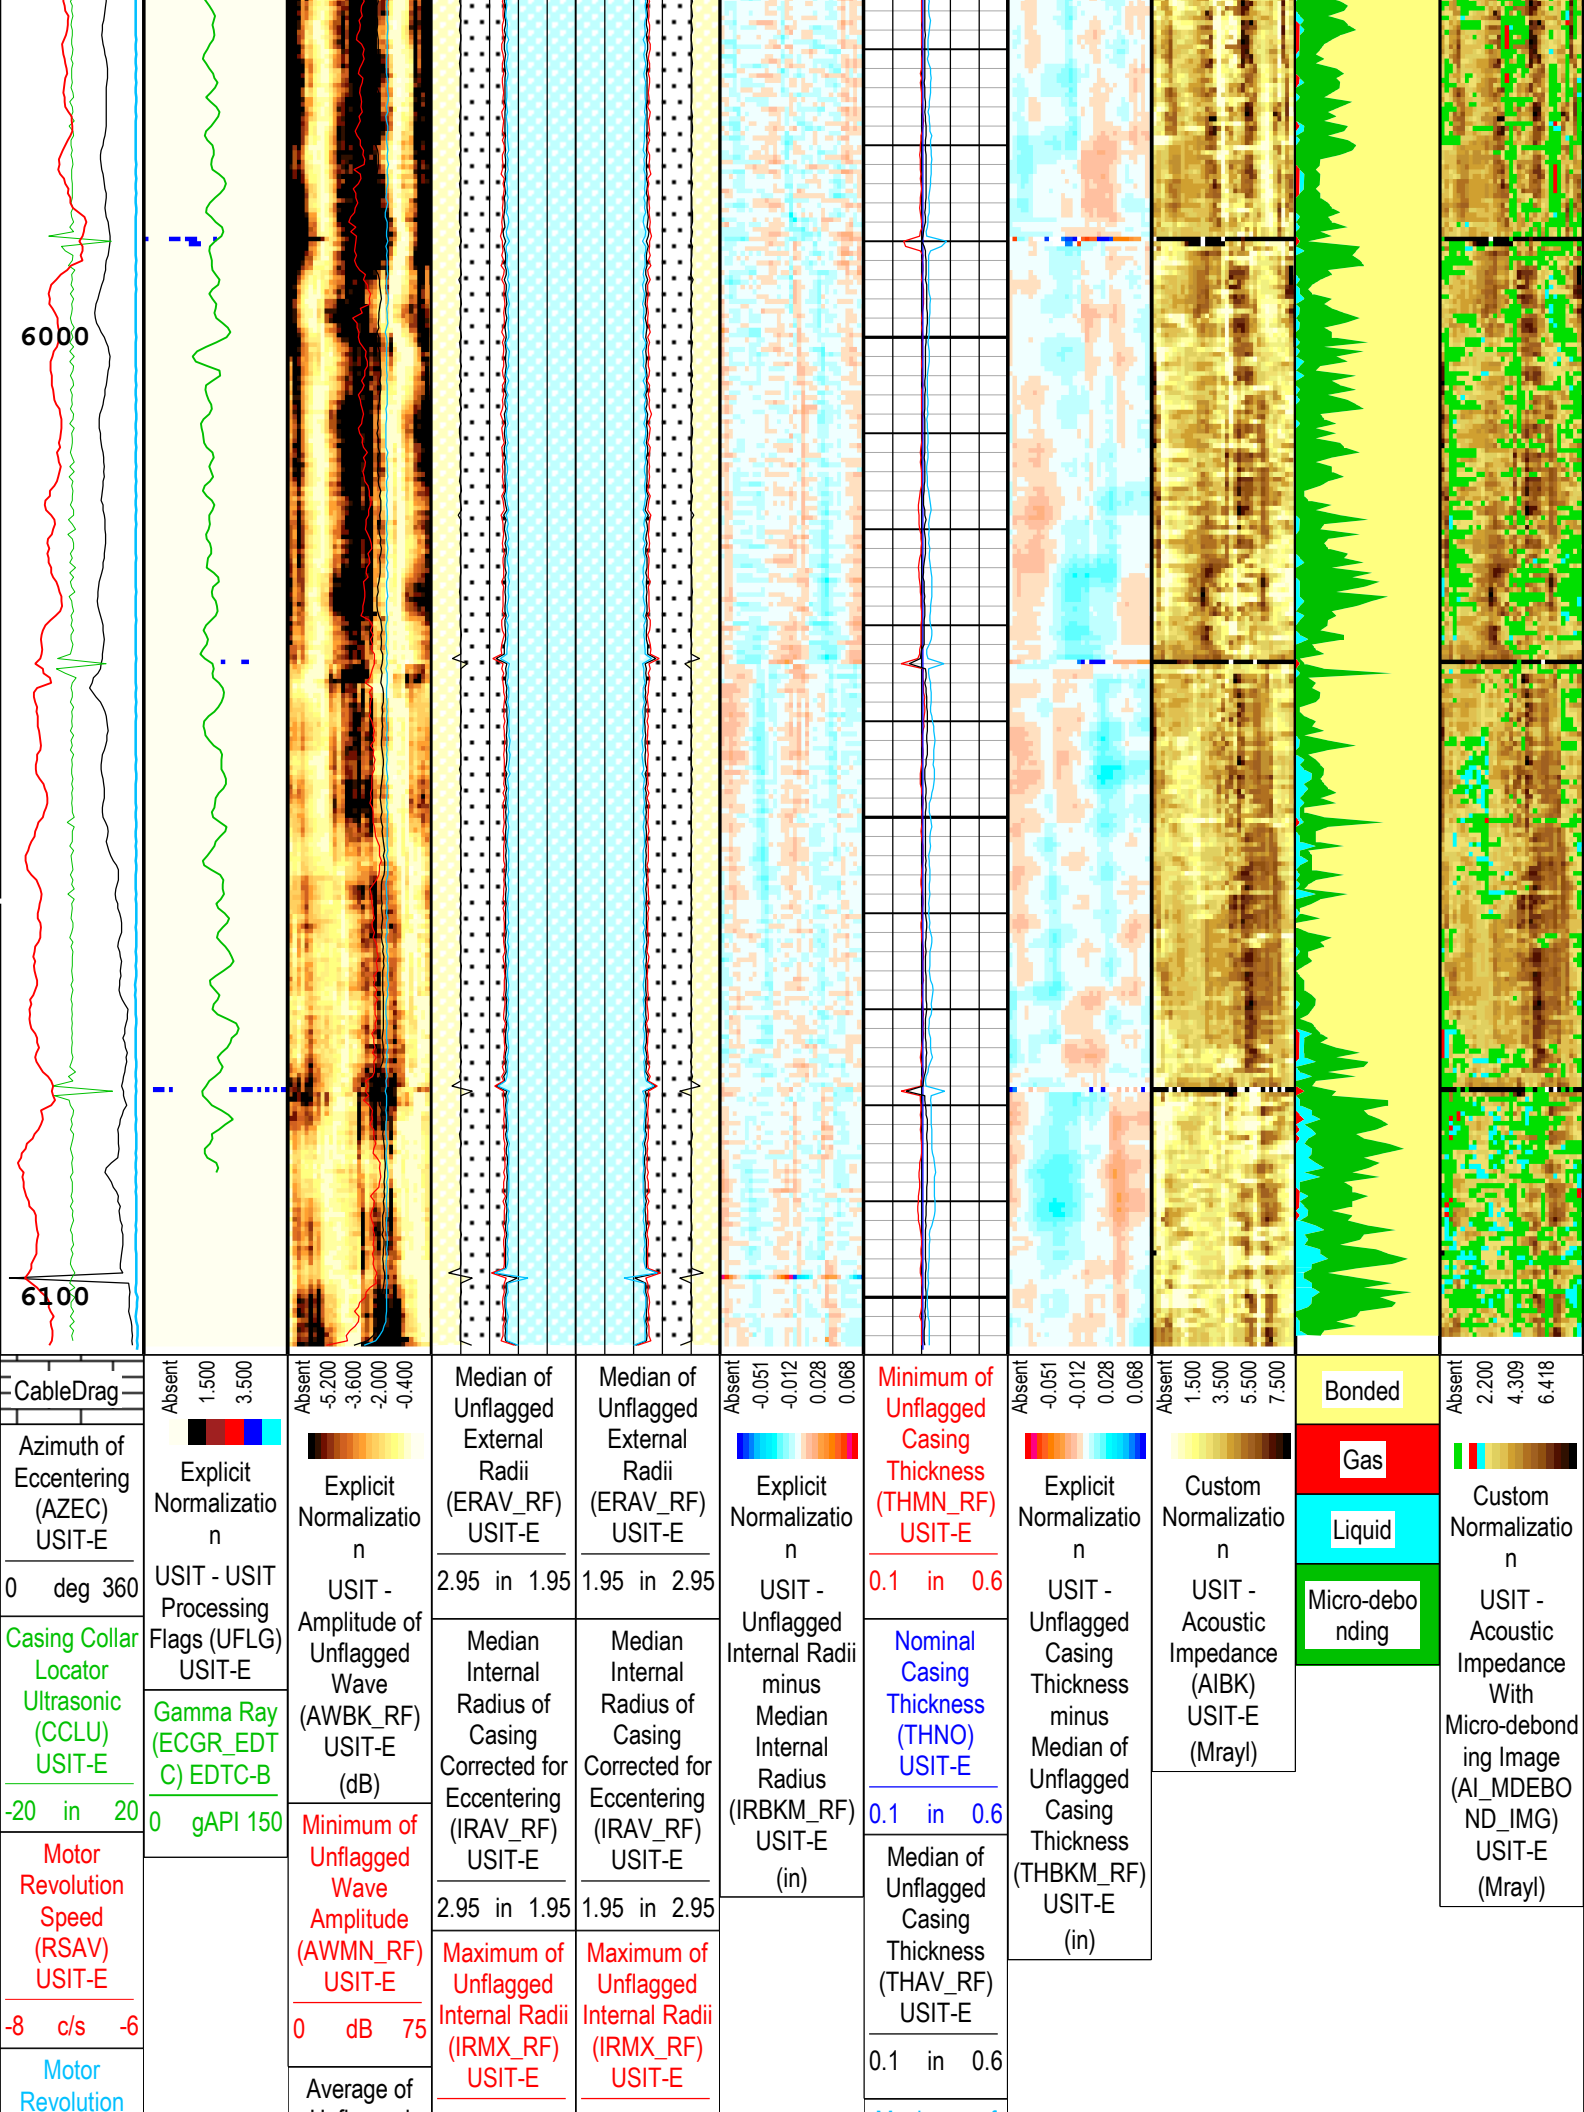 6000
6100
CableDrag
Azimuth of
Eccentering
(AZEC)
USIT-E
0 deg 360
Casing Collar
Locator
Ultrasonic
(CCLU)
USIT-E
-20 in 20
Motor
Revolution
Speed
(RSAV)
USIT-E
-8 c/s -6
Motor
Revolution
Absent
1.500
3.500
Explicit
Normalizatio
n
USIT - USIT
Processing
Flags (UFLG)
USIT-E
Gamma Ray
(ECGR_EDT
C) EDTC-B
0 gAPI 150
Absent
-5.200
-3.600
-2.000
-0.400
Explicit
Normalizatio
n
USIT -
Amplitude of
Unflagged
Wave
(AWBK_RF)
USIT-E
(dB)
Minimum of
Unflagged
Wave
Amplitude
(AWMN_RF)
USIT-E
0 dB 75
Average of
Median of
Unflagged
External
Radii
(ERAV_RF)
USIT-E
2.95 in 1.95
Median
Internal
Radius of
Casing
Corrected for
Eccentering
(IRAV_RF)
USIT-E
2.95 in 1.95
Maximum of
Unflagged
Internal Radii
(IRMX_RF)
USIT-E
Median of
Unflagged
External
Radii
(ERAV_RF)
USIT-E
1.95 in 2.95
Median
Internal
Radius of
Casing
Corrected for
Eccentering
(IRAV_RF)
USIT-E
1.95 in 2.95
Maximum of
Unflagged
Internal Radii
(IRMX_RF)
USIT-E
Absent
-0.051
-0.012
0.028
0.068
Explicit
Normalizatio
n
USIT -
Unflagged
Internal Radii
minus
Median
Internal
Radius
(IRBKM_RF)
USIT-E
(in)
Minimum of
Unflagged
Casing
Thickness
(THMN_RF)
USIT-E
0.1 in 0.6
Nominal
Casing
Thickness
(THNO)
USIT-E
0.1 in 0.6
Median of
Unflagged
Casing
Thickness
(THAV_RF)
USIT-E
0.1 in 0.6
Absent
-0.051
-0.012
0.028
0.068
Explicit
Normalizatio
n
USIT -
Unflagged
Casing
Thickness
minus
Median of
Unflagged
Casing
Thickness
(THBKM_RF)
USIT-E
(in)
Absent
1.500
3.500
5.500
7.500
Custom
Normalizatio
n
USIT -
Acoustic
Impedance
(AIBK)
USIT-E
(Mrayl)
Bonded
Gas
Liquid
Micro-debo
nding
Absent
2.200
4.309
6.418
Custom
Normalizatio
n
USIT -
Acoustic
Impedance
With
Micro-debond
ing Image
(AI_MDEBO
ND_IMG)
USIT-E
(Mrayl)